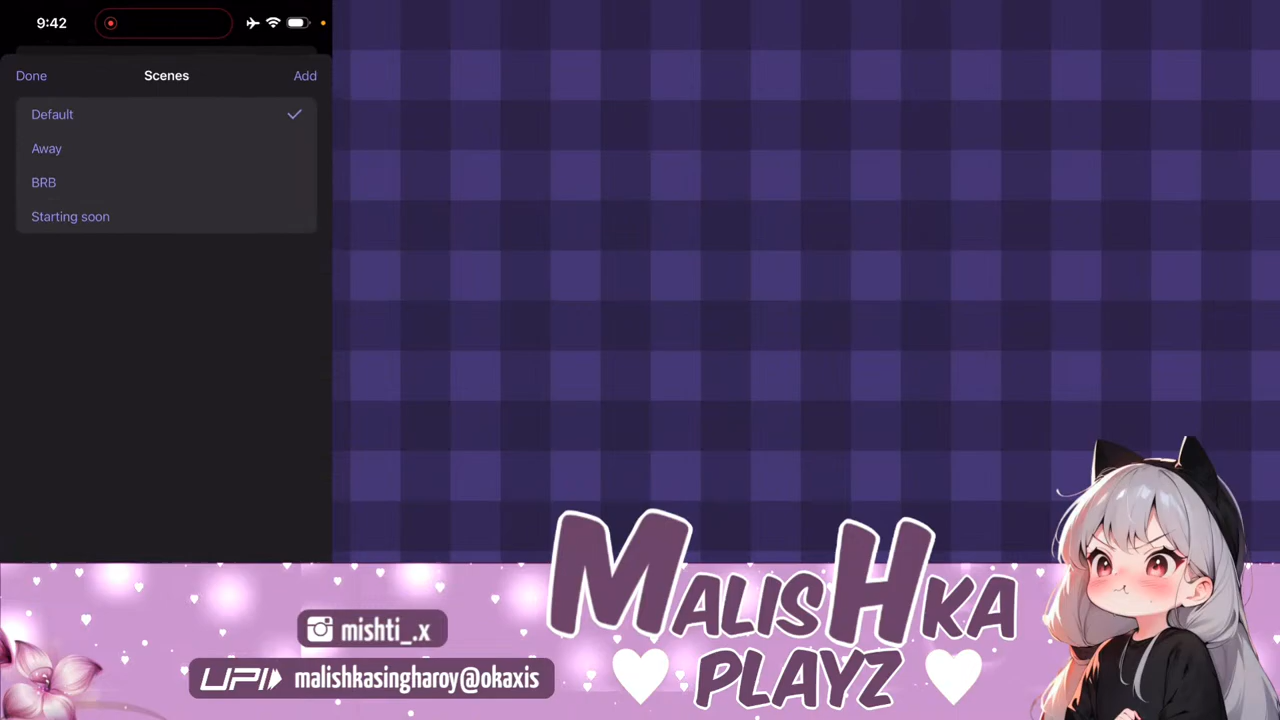 9:42
Done
Scenes
Add
Default
Away
BRB
Starting soon
MALISHKA
PLAYZ
mishti_.x
UPI
malishkasingharoy@okaxis